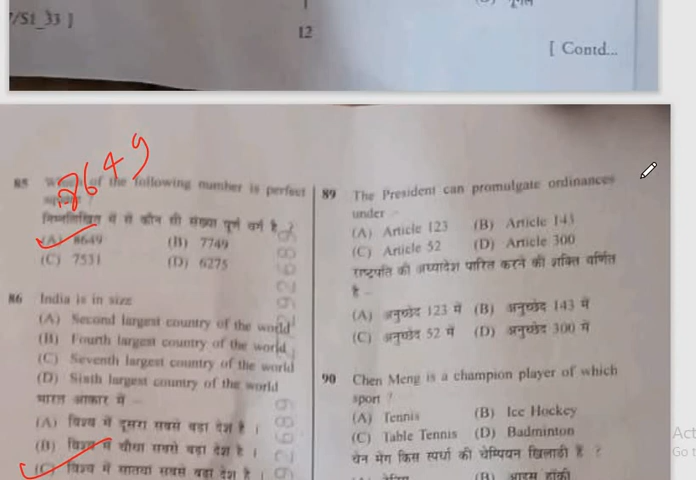 7/S1_33 ]
12
[ Contd...
8649
85 Which of the following number is perfect
square ?
निम्नलिखित में से कौन सी संख्या पूर्ण वर्ग है ?
(A) 8649 (B) 7749
(C) 7531 (D) 6275
86 India is in size
(A) Second largest country of the world
(B) Fourth largest country of the world
(C) Seventh largest country of the world
(D) Sixth largest country of the world
भारत आकार में -
(A) विश्व में दूसरा सबसे बड़ा देश है ।
(B) विश्व में चौथा सबसे बड़ा देश है ।
(C) विश्व में सातवां सबसे बड़ा देश है ।
89 The President can promulgate ordinances
under -
(A) Article 123 (B) Article 143
(C) Article 52 (D) Article 300
राष्ट्रपति की अध्यादेश पारित करने की शक्ति वर्णित
है -
(A) अनुच्छेद 123 में (B) अनुच्छेद 143 में
(C) अनुच्छेद 52 में (D) अनुच्छेद 300 में
90 Chen Meng is a champion player of which
sport ?
(A) Tennis (B) Ice Hockey
(C) Table Tennis (D) Badminton
चेन मेंग किस स्पर्धा की चेम्पियन खिलाडी हैं ?
(B) आइस हॉकी